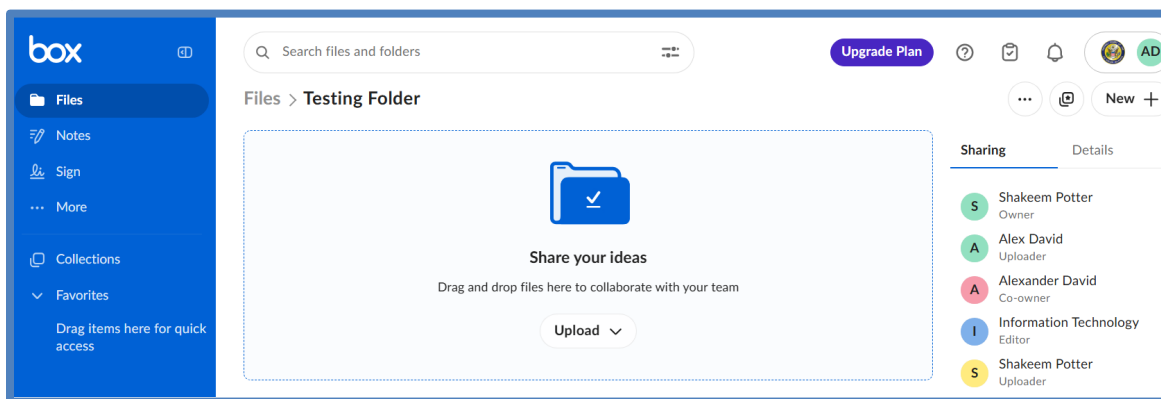 box
Search files and folders
Upgrade Plan
AD
Files
Notes
Sign
More
Collections
Favorites
Drag items here for quick
access
Files > Testing Folder
New +
Share your ideas
Drag and drop files here to collaborate with your team
Upload
Sharing Details
S Shakeem Potter
Owner
A Alex David
Uploader
A Alexander David
Co-owner
I Information Technology
Editor
S Shakeem Potter
Uploader